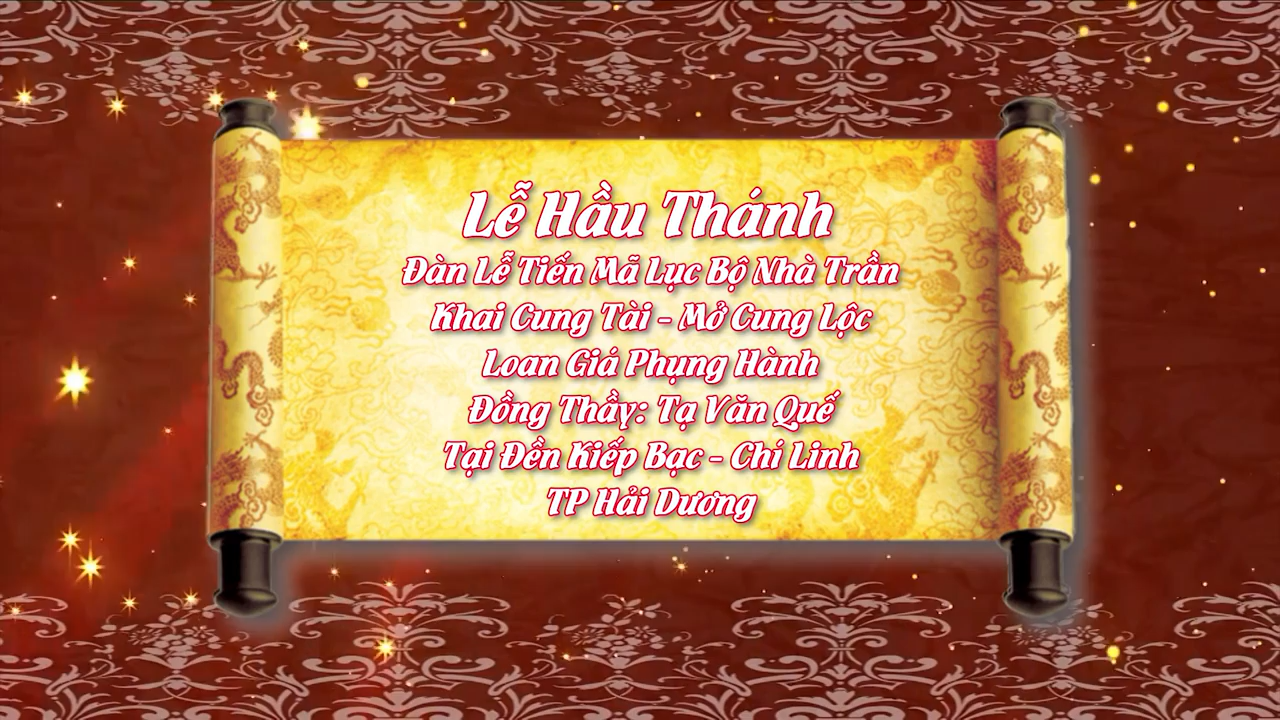 Lễ Hầu Thánh
Đàn Lễ Tiến Mã Lục Bộ Nhà Trần
Khai Cung Tài - Mở Cung Lộc
Loan Giá Phụng Hành
Đồng Thầy: Tạ Văn Quế
Tại Đền Kiếp Bạc - Chí Linh
TP Hải Dương